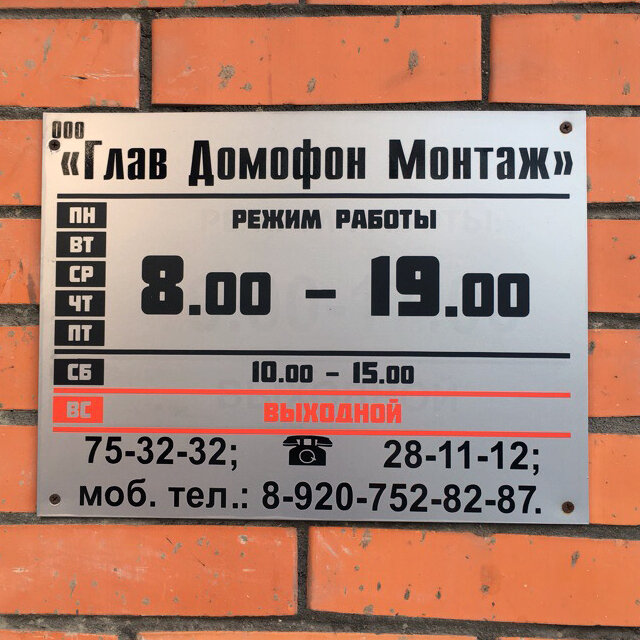 ООО
«Глав Домофон Монтаж»
ПН
РЕЖИМ РАБОТЫ
ВТ
СР
8.00 – 19.00
ЧТ
ПТ
СБ 10.00 – 15.00
ВС ВЫХОДНОЙ
75-32-32; 28-11-12;
моб. тел.: 8-920-752-82-87.